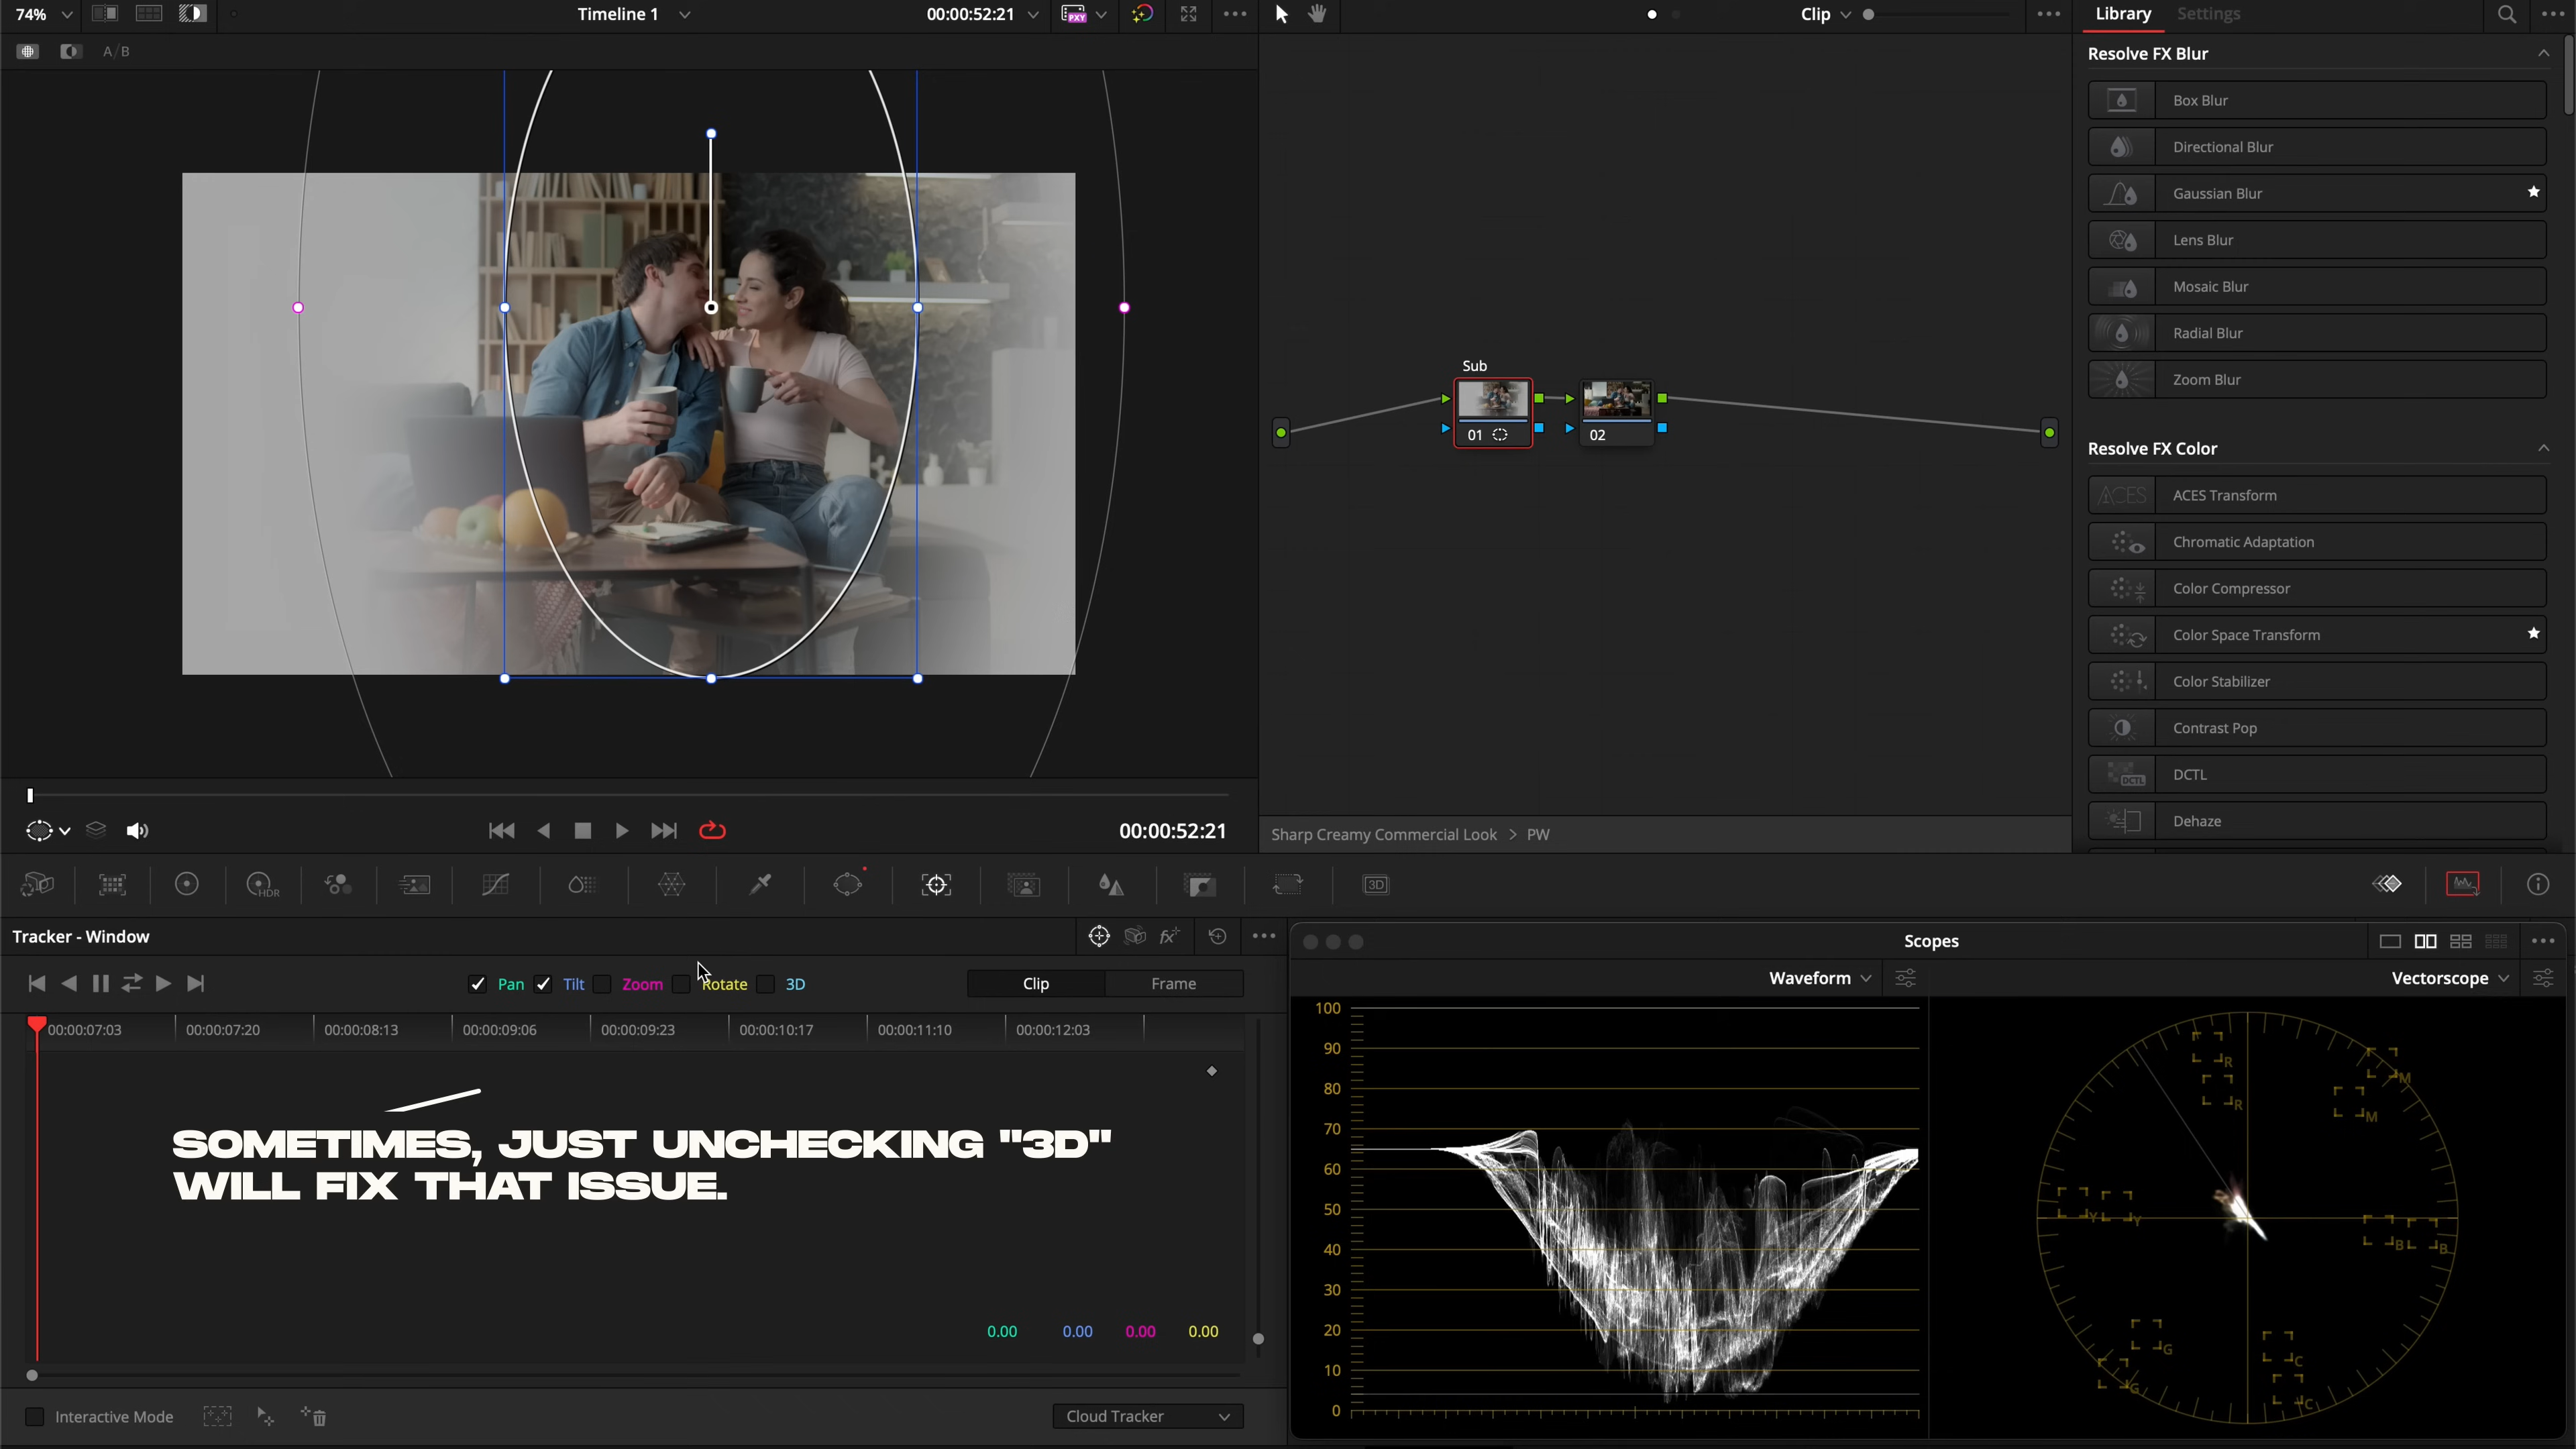 74%
Timeline 1
00:00:52:21
PXY
Clip
Library
Settings
A/B
Resolve FX Blur
Box Blur
Directional Blur
Gaussian Blur
Lens Blur
Mosaic Blur
Radial Blur
Zoom Blur
Resolve FX Color
ACES
ACES Transform
Chromatic Adaptation
Color Compressor
Color Space Transform
Color Stabilizer
Contrast Pop
DCTL
DCTL
Dehaze
Sub
01
02
00:00:52:21
Sharp Creamy Commercial Look > PW
HDR
3D
Tracker - Window
Pan
Tilt
Zoom
Rotate
3D
Clip
Frame
00:00:07:03
00:00:07:20
00:00:08:13
00:00:09:06
00:00:09:23
00:00:10:17
00:00:11:10
00:00:12:03
SOMETIMES, JUST UNCHECKING "3D"
WILL FIX THAT ISSUE.
0.00 0.00 0.00 0.00
Interactive Mode
Cloud Tracker
Scopes
Waveform
Vectorscope
100
90
80
70
60
50
40
30
20
10
0
R
R
M
M
Y
Y
B
B
G
G
C
C